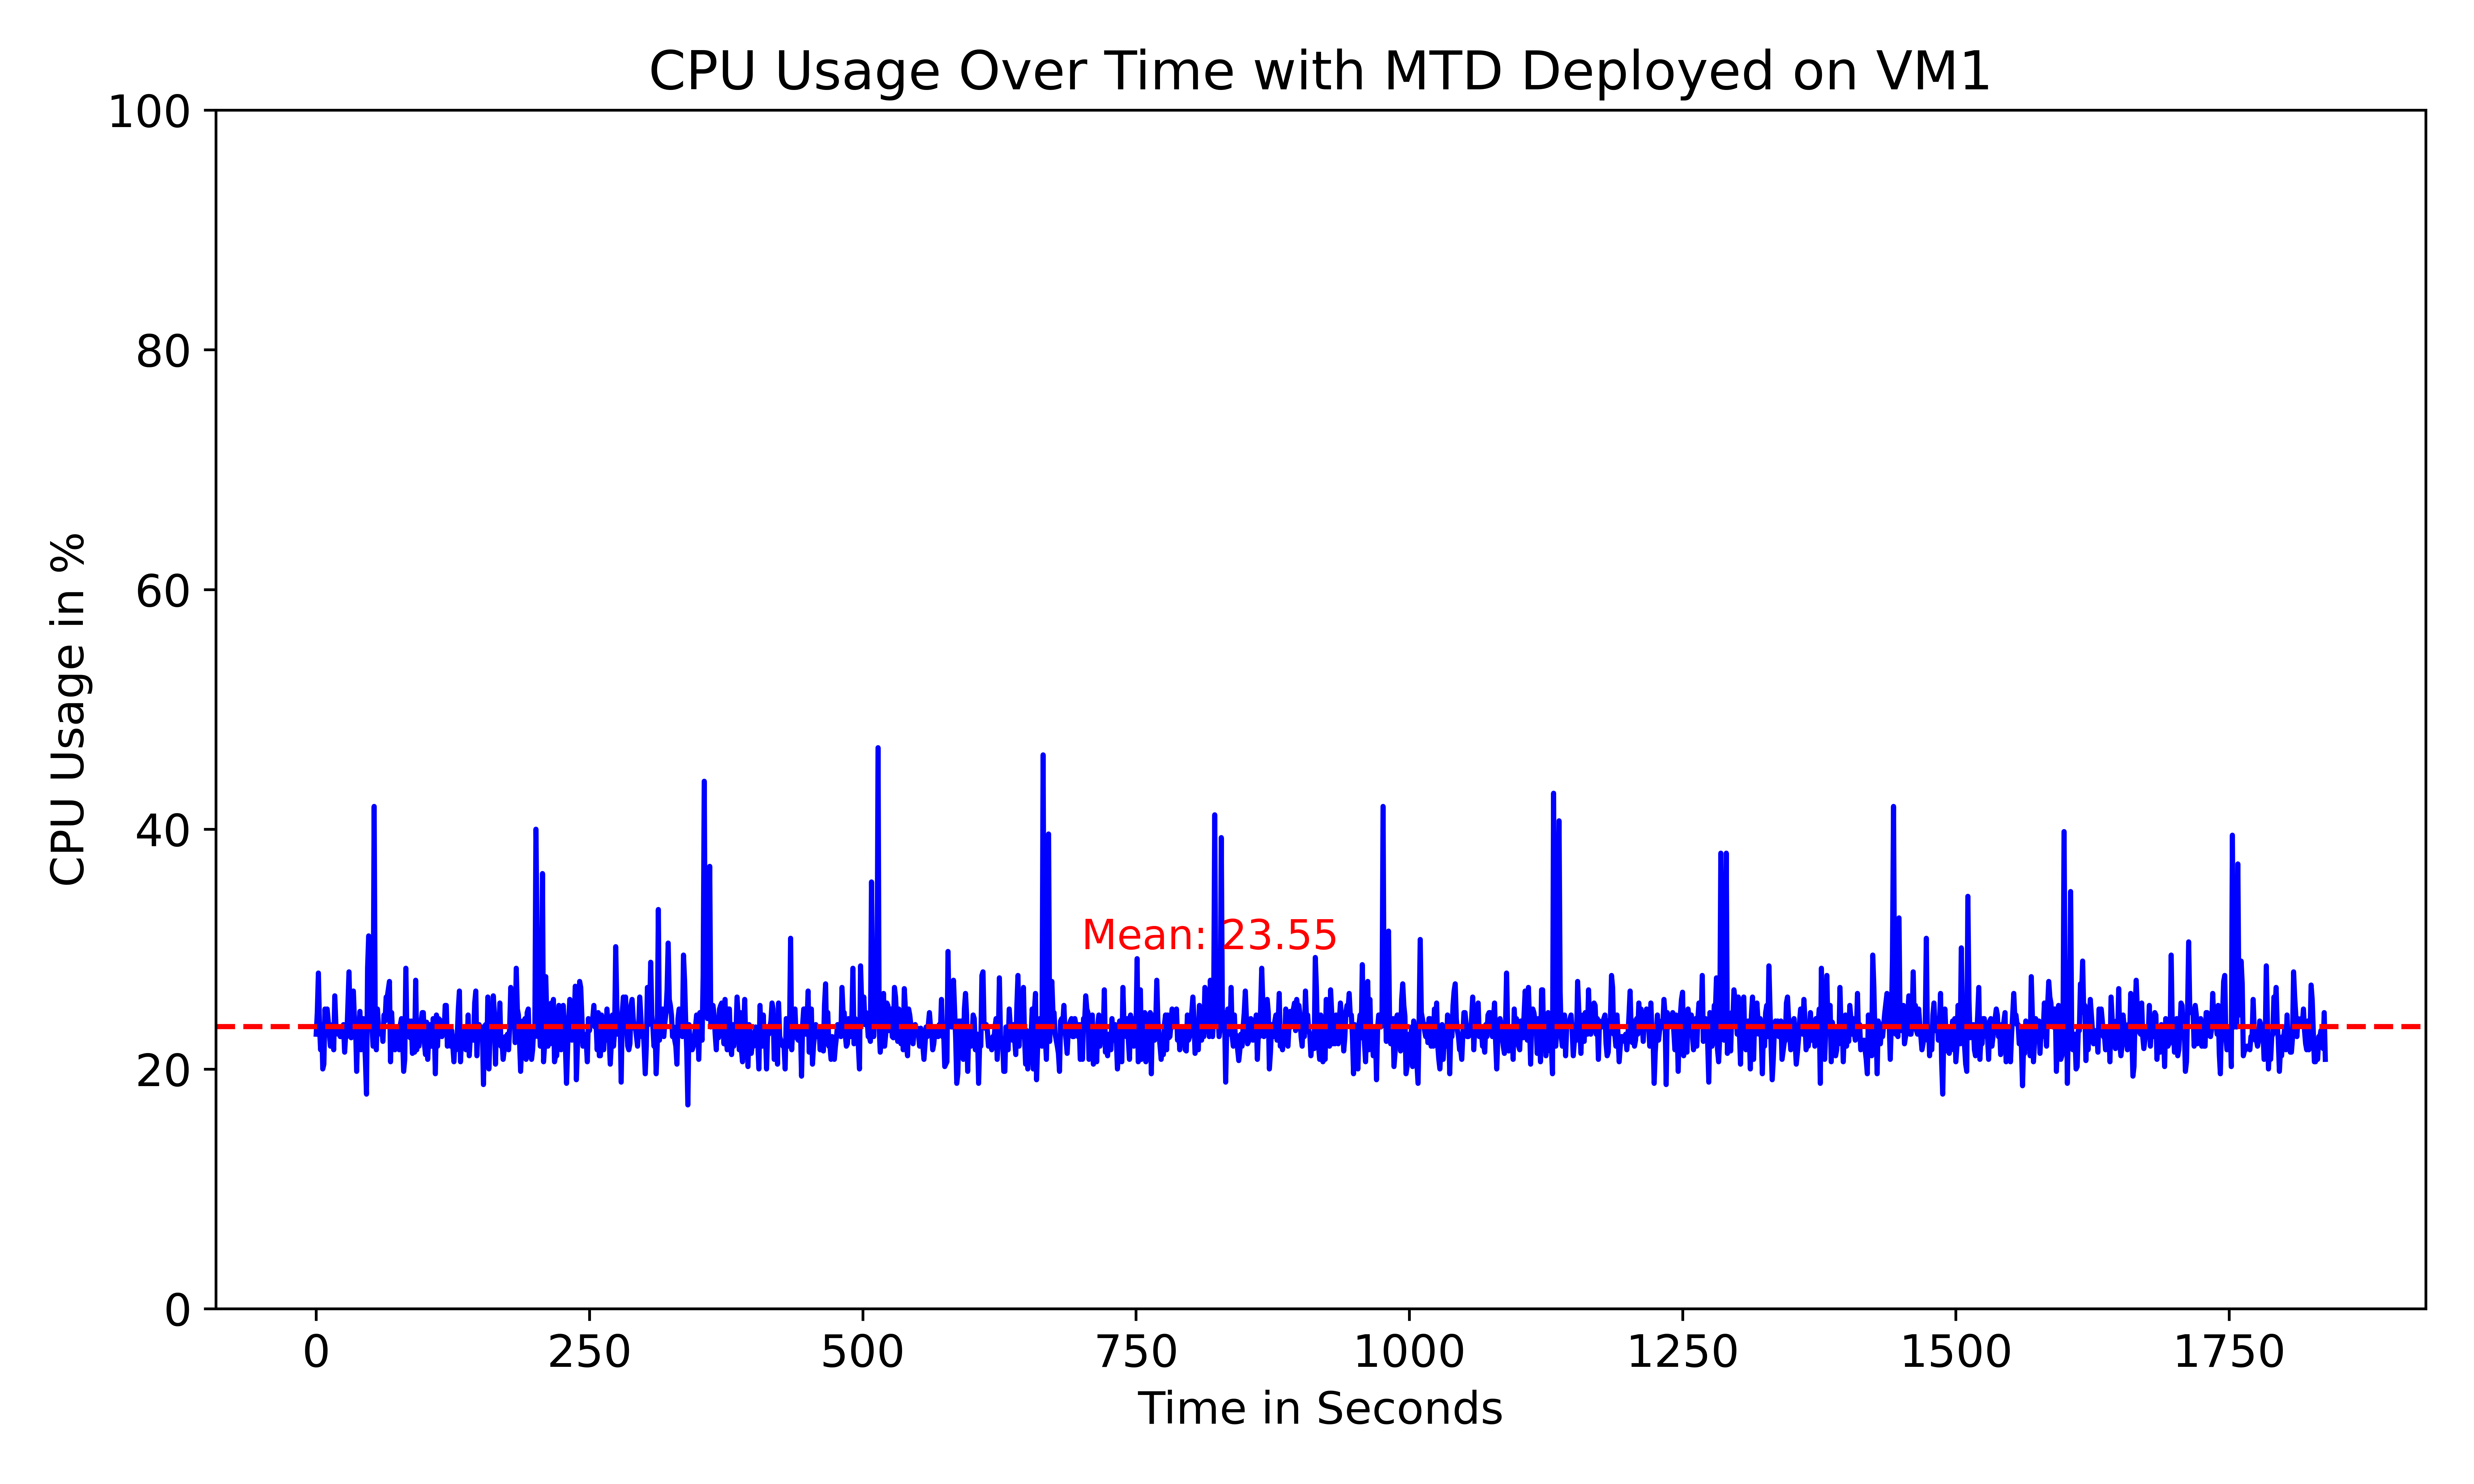 CPU Usage Over Time with MTD Deployed on VM1
100
80
60
40
20
0
CPU Usage in %
Mean: 23.55
0 250 500 750 1000 1250 1500 1750
Time in Seconds